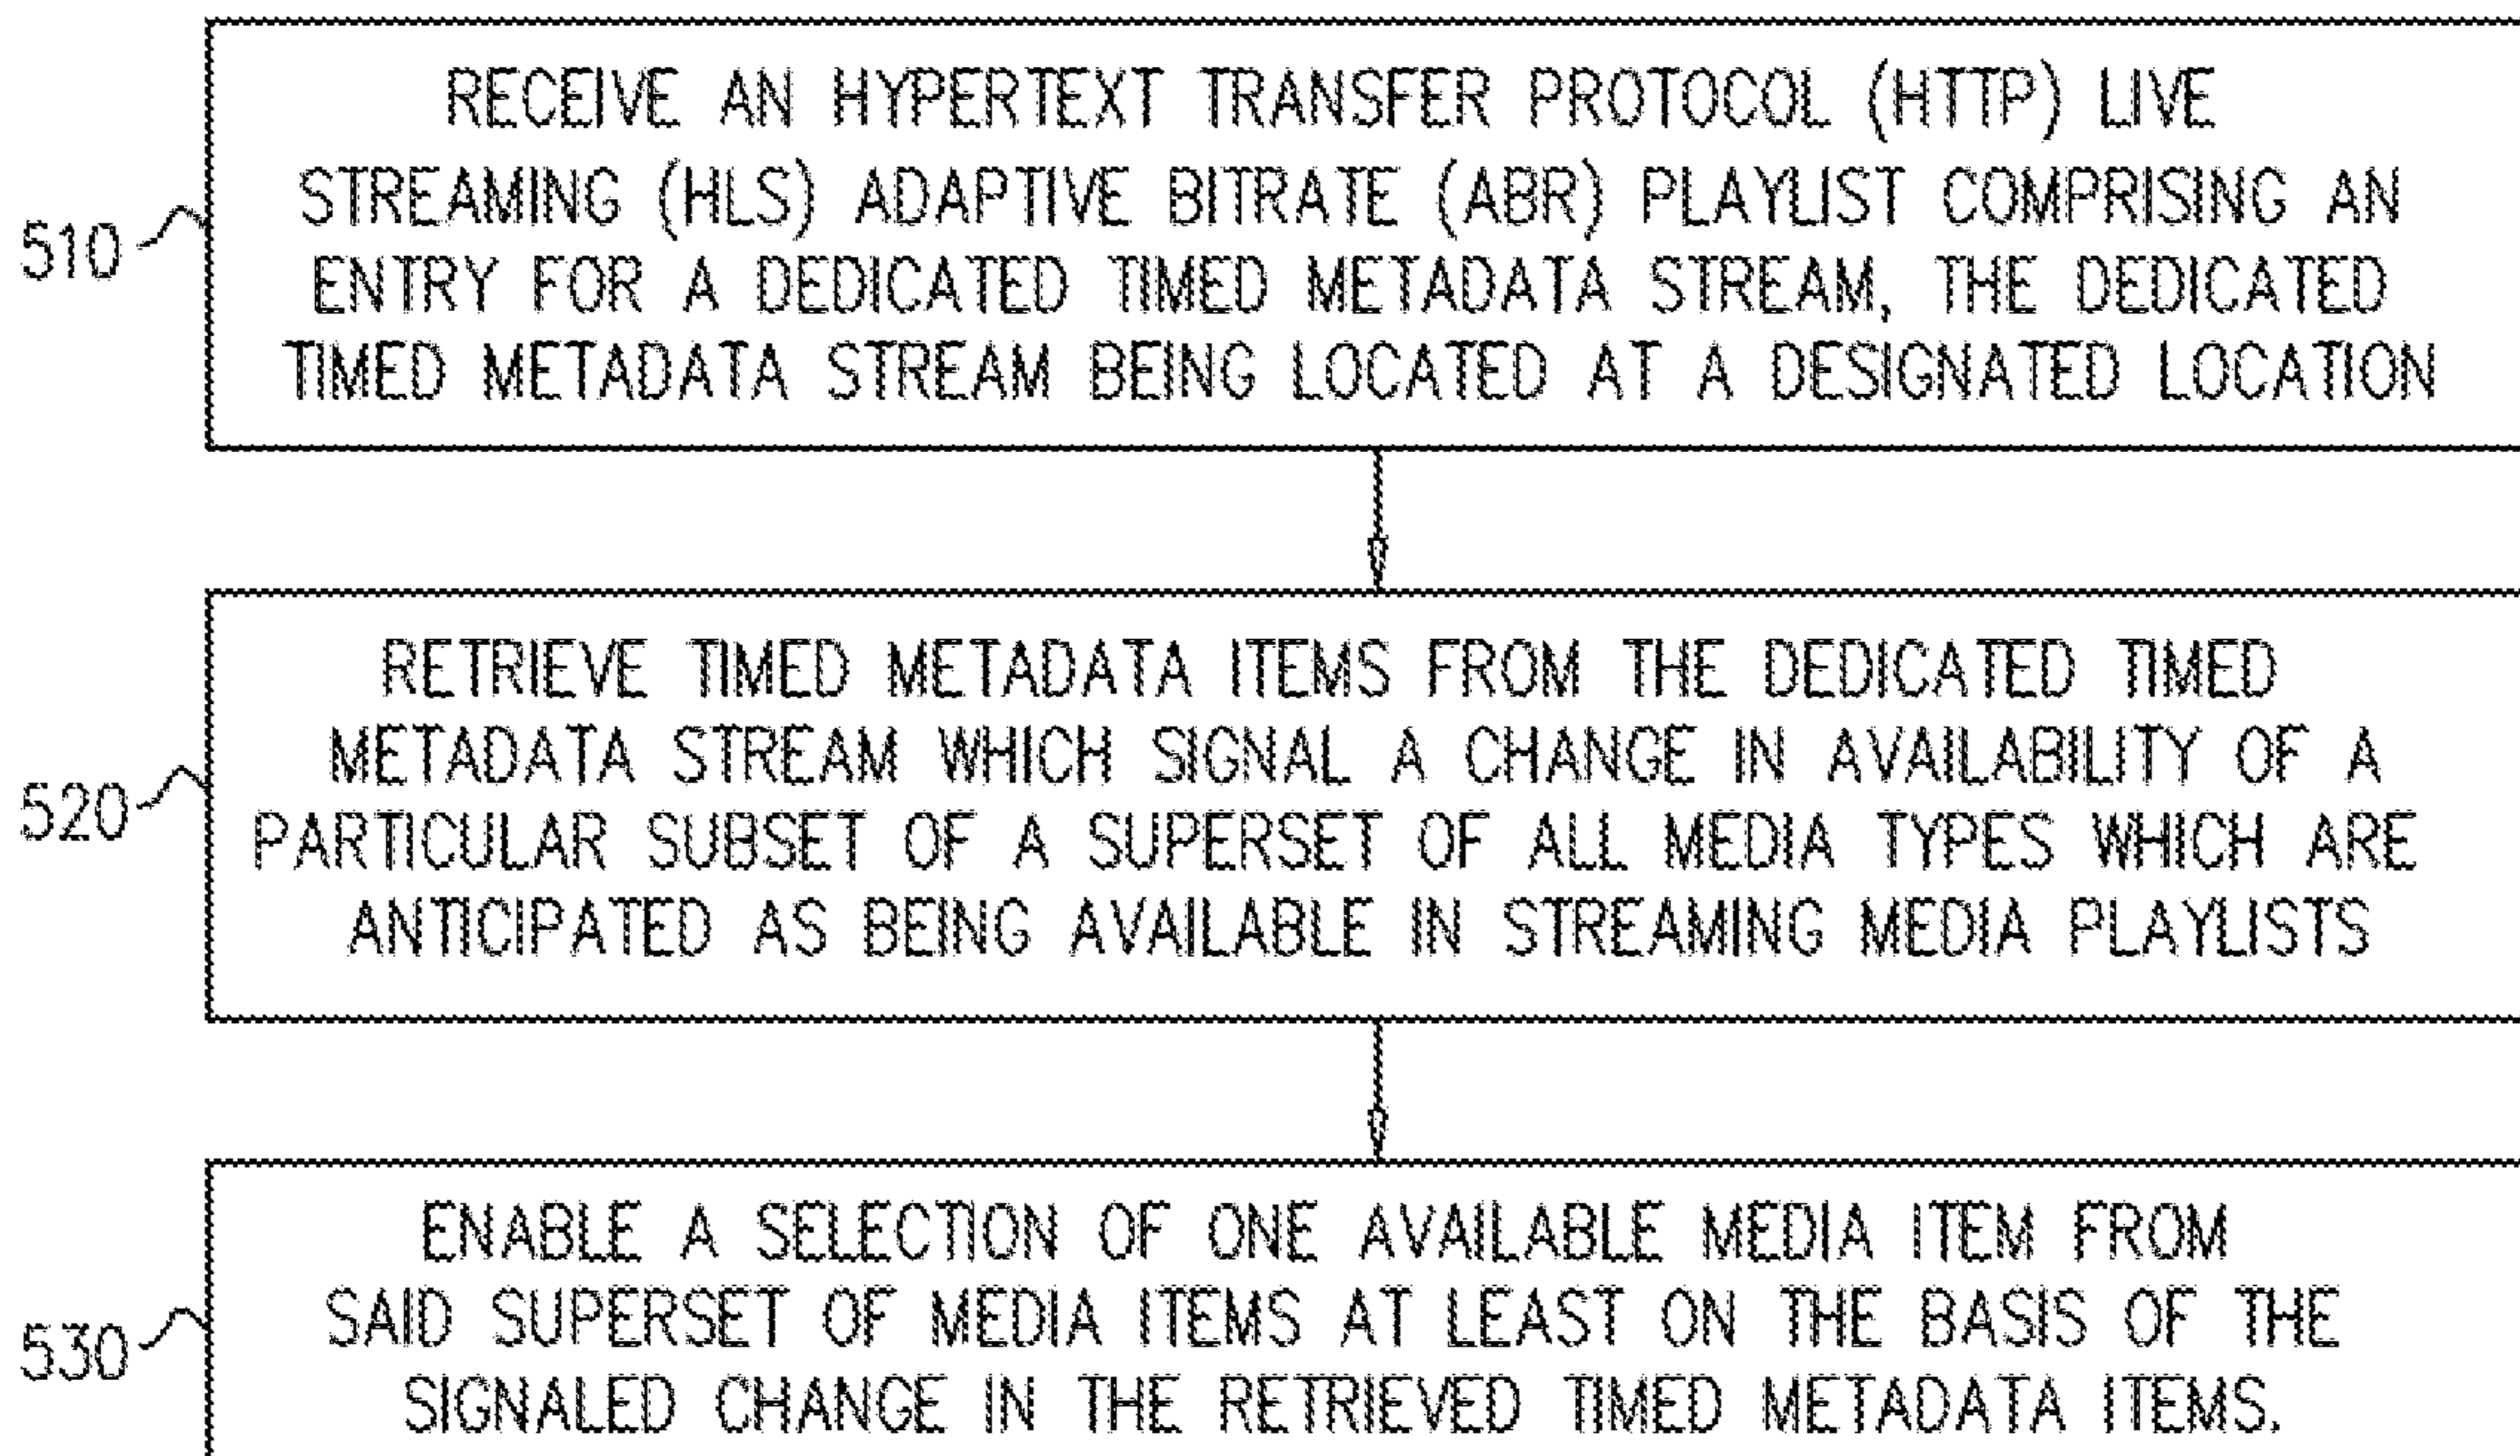 RECEIVE AN HYPERTEXT TRANSFER PROTOCOL (HTTP) LIVE
STREAMING (HLS) ADAPTIVE BITRATE (ABR) PLAYLIST COMPRISING AN
510
ENTRY FOR A DEDICATED TIMED METADATA STREAM, THE DEDICATED
TIMED METADATA STREAM BEING LOCATED AT A DESIGNATED LOCATION
RETRIEVE TIMED METADATA ITEMS FROM THE DEDICATED TIMED
METADATA STREAM WHICH SIGNAL A CHANGE IN AVAILABILITY OF A
520
PARTICULAR SUBSET OF A SUPERSET OF ALL MEDIA TYPES WHICH ARE
ANTICIPATED AS BEING AVAILABLE IN STREAMING MEDIA PLAYLISTS
ENABLE A SELECTION OF ONE AVAILABLE MEDIA ITEM FROM
SAID SUPERSET OF MEDIA ITEMS AT LEAST ON THE BASIS OF THE
530
SIGNALED CHANGE IN THE RETRIEVED TIMED METADATA ITEMS.